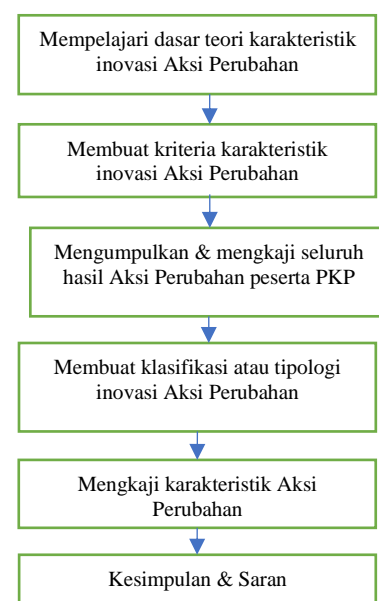 Mempelajari dasar teori karakteristik
inovasi Aksi Perubahan
Membuat kriteria karakteristik
inovasi Aksi Perubahan
Mengumpulkan & mengkaji seluruh
hasil Aksi Perubahan peserta PKP
Membuat klasifikasi atau tipologi
inovasi Aksi Perubahan
Mengkaji karakteristik Aksi
Perubahan
Kesimpulan & Saran